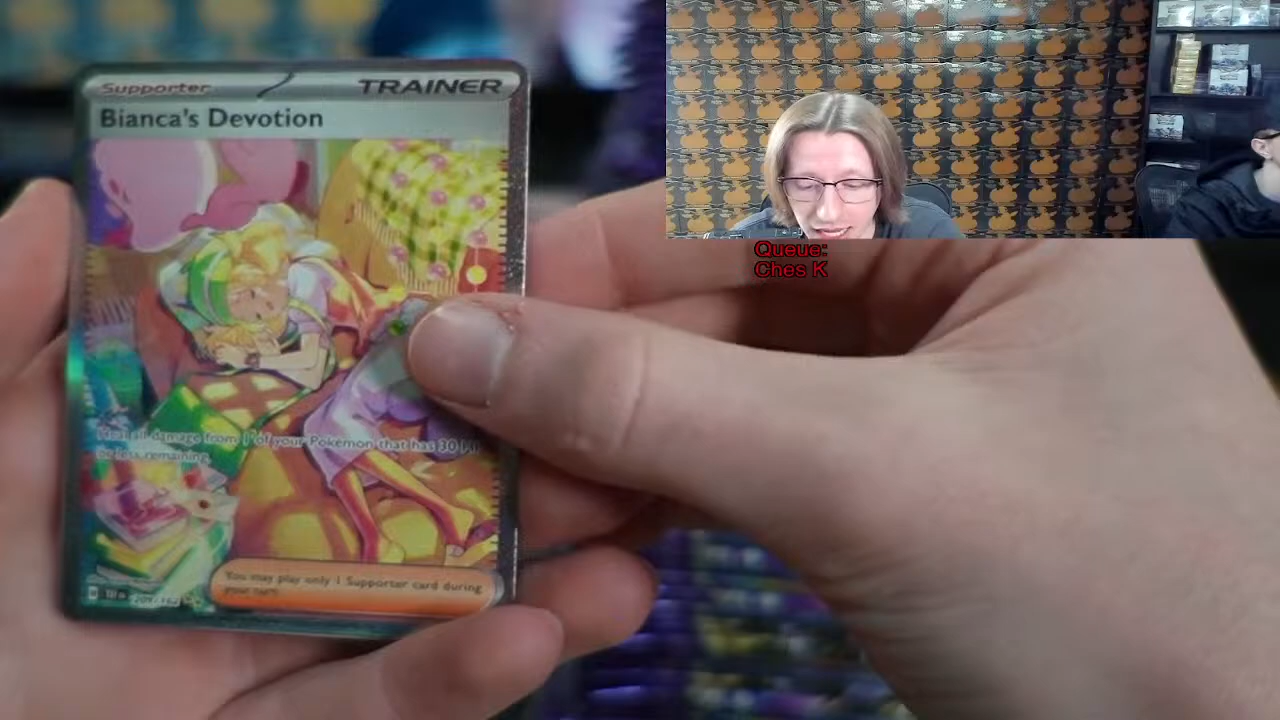 Supporter
TRAINER
Bianca's Devotion
Heal all damage from 1 of your Pokémon that has 30 HP
or less remaining.
You may play only 1 Supporter card during
your turn.
Queue:
Ches K